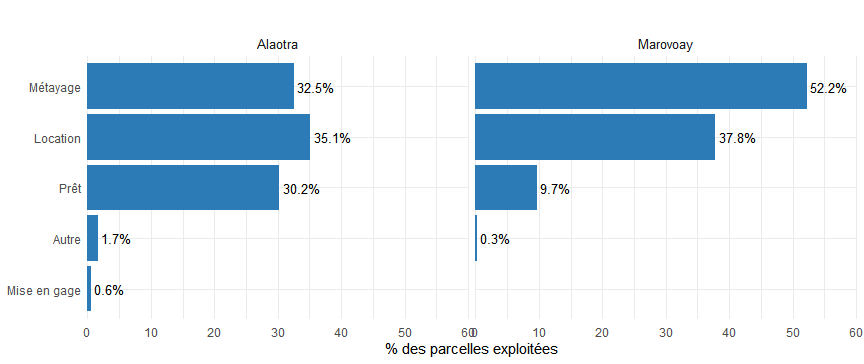 Alaotra Marovoay
Métayage 32.5% 52.2%
Location 35.1% 37.8%
Prêt 30.2% 9.7%
Autre 1.7% 0.3%
Mise en gage 0.6%
0 10 20 30 40 50 60 0 10 20 30 40 50 60
% des parcelles exploitées